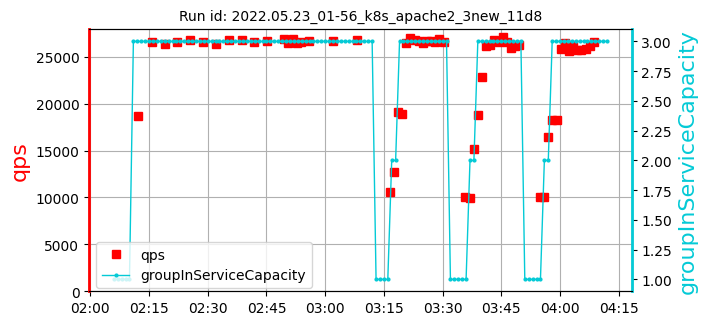 Run id: 2022.05.23_01-56_k8s_apache2_3new_11d8
25000
20000
15000
10000
5000
0
qps
3.00
2.75
2.50
2.25
2.00
1.75
1.50
1.25
1.00
groupInServiceCapacity
qps
groupInServiceCapacity
02:00 02:15 02:30 02:45 03:00 03:15 03:30 03:45 04:00 04:15